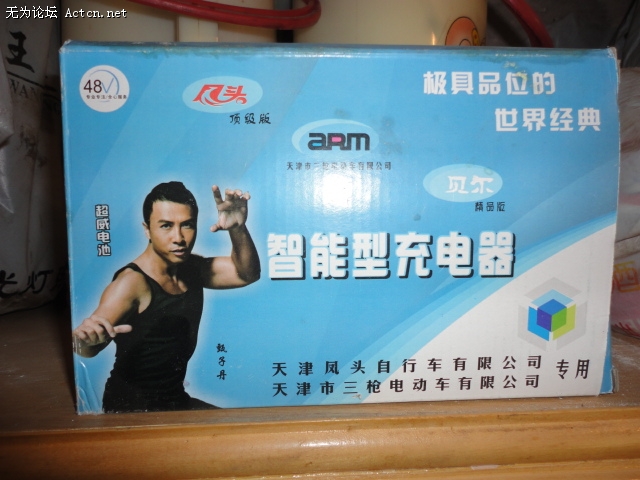 无为论坛 Actcn.net
王
WAN
48V
凤头
顶级版
极具品位的
世界经典
ARM
天津市三枪电动车有限公司
贝尔
精品版
超威电池
智能型充电器
甄子丹
天津凤头自行车有限公司
天津市三枪电动车有限公司
专用